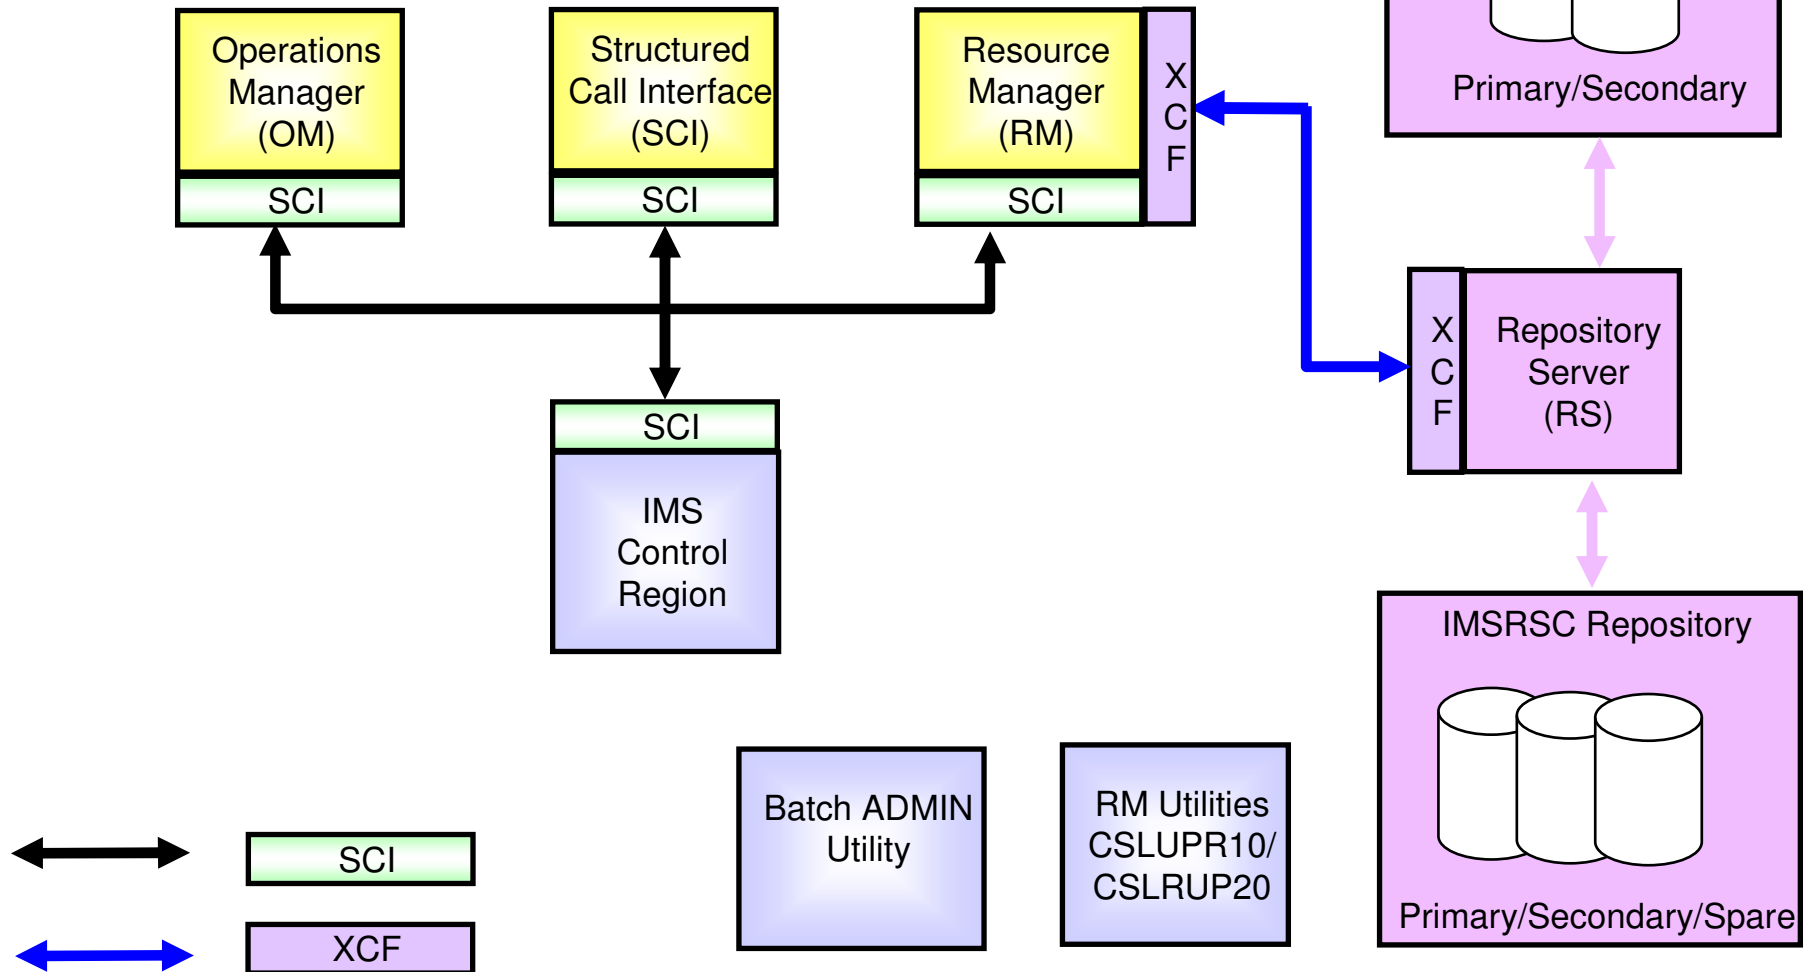 Operations
Manager
(OM)
SCI
Structured
Call Interface
(SCI)
SCI
Resource
Manager
(RM)
SCI
X
C
F
Primary/Secondary
X
C
F
Repository
Server
(RS)
SCI
IMS
Control
Region
IMSRSC Repository
Primary/Secondary/Spare
Batch ADMIN
Utility
RM Utilities
CSLUPR10/
CSLRUP20
SCI
XCF